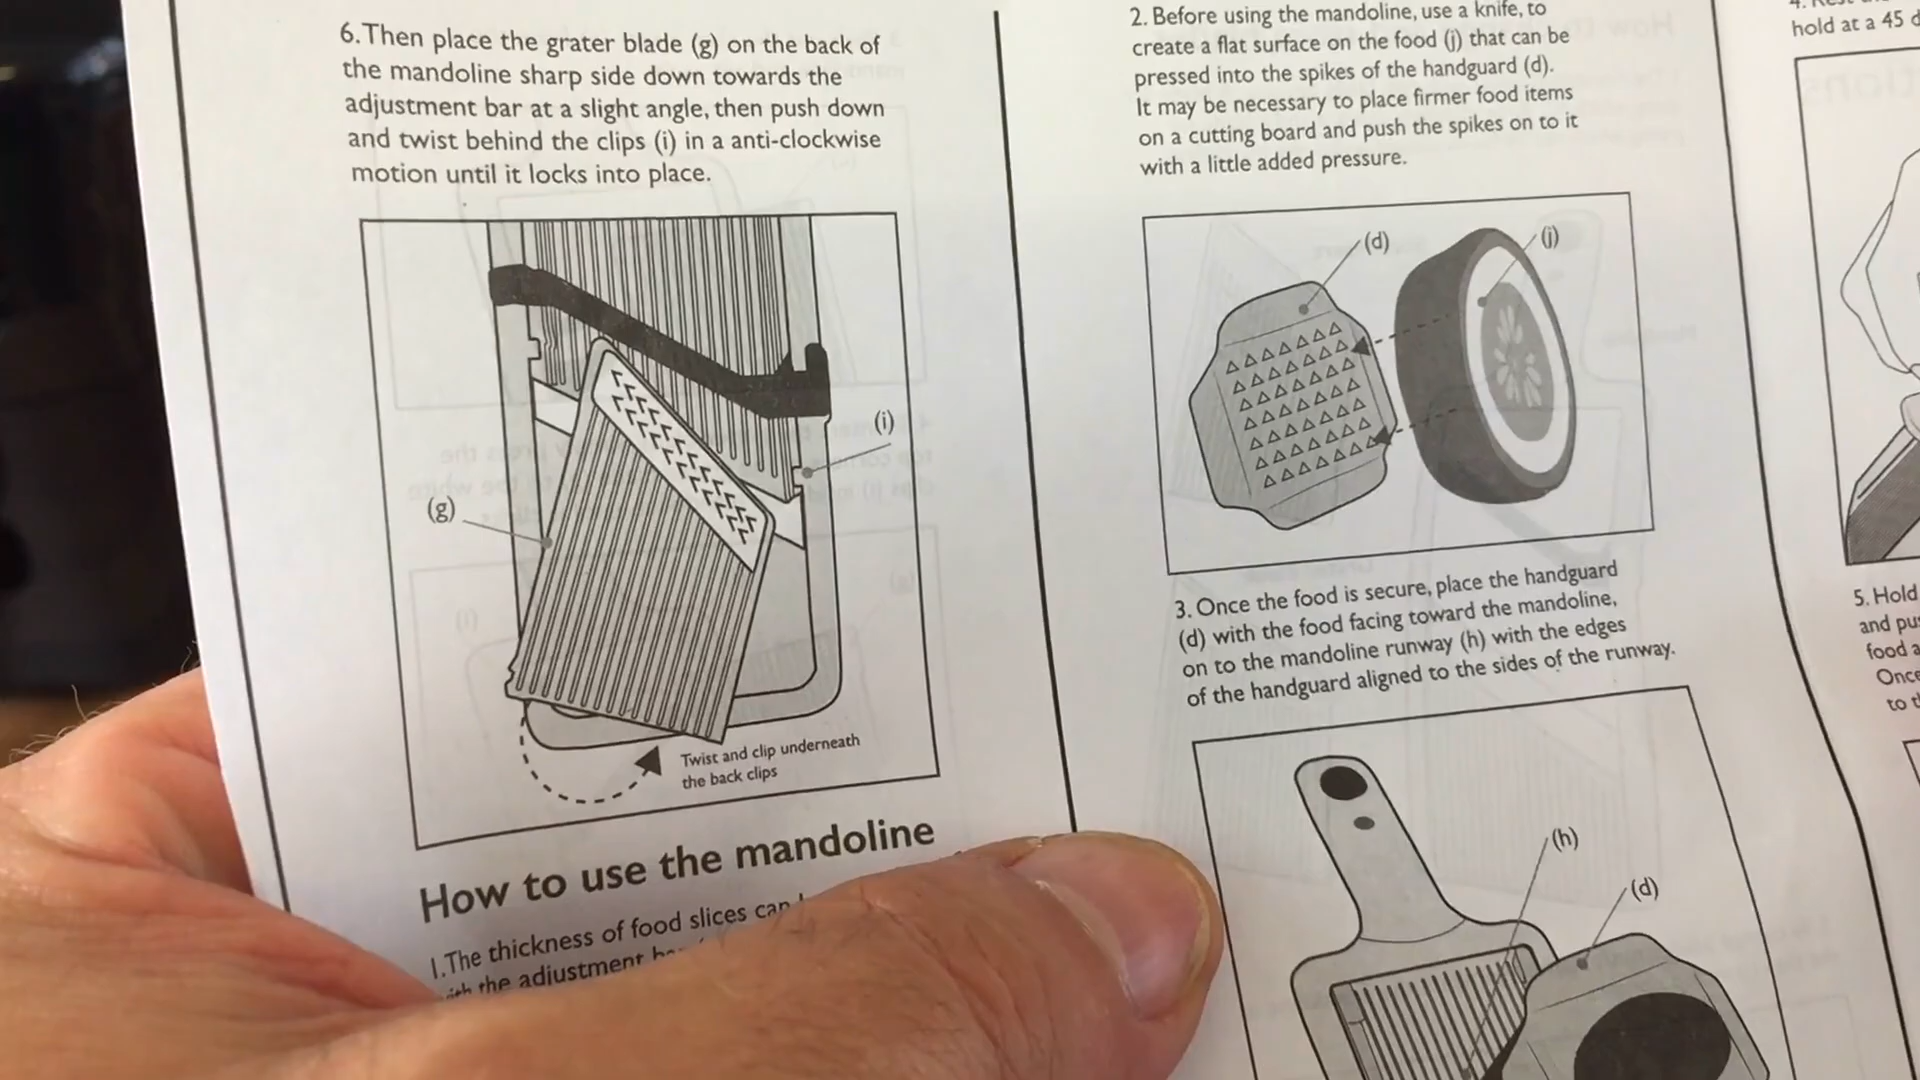 6. Then place the grater blade (g) on the back of
the mandoline sharp side down towards the
adjustment bar at a slight angle, then push down
and twist behind the clips (i) in a anti-clockwise
motion until it locks into place.
(i)
(g)
Twist and clip underneath
the back clips
How to use the mandoline
1. The thickness of food slices can
the adjustment
2. Before using the mandoline, use a knife, to
create a flat surface on the food (j) that can be
pressed into the spikes of the handguard (d).
It may be necessary to place firmer food items
on a cutting board and push the spikes on to it
with a little added pressure.
(d)
(j)
3. Once the food is secure, place the handguard
(d) with the food facing toward the mandoline,
on to the mandoline runway (h) with the edges
of the handguard aligned to the sides of the runway.
(h)
(d)
hold at a 45
5. Hold
and
food
Once
to